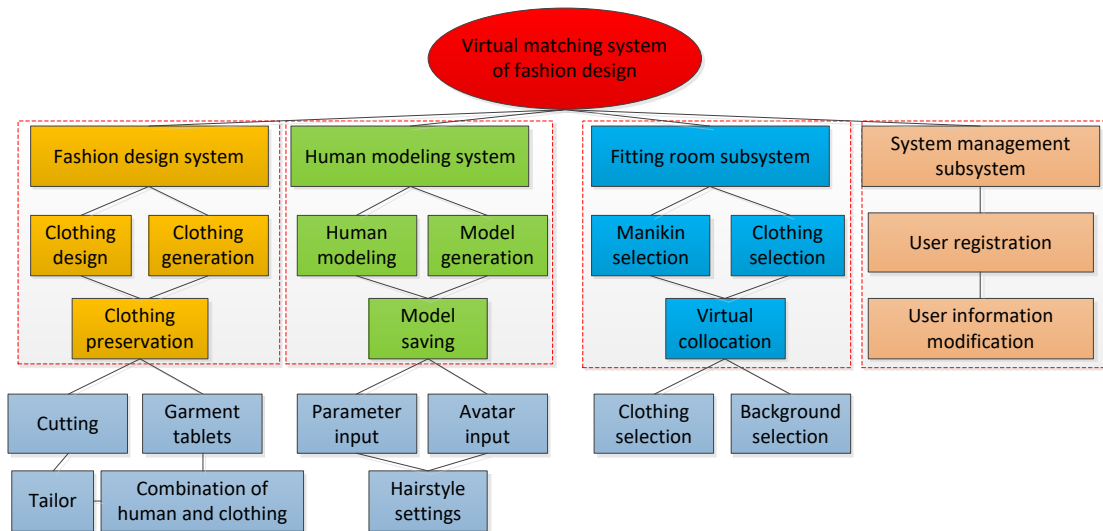 Virtual matching system
of fashion design
Fashion design system
Human modeling system
Fitting room subsystem
System management
subsystem
Clothing
design
Clothing
generation
Human
modeling
Model
generation
Manikin
selection
Clothing
selection
User registration
Clothing
preservation
Model
saving
Virtual
collocation
User information
modification
Cutting
Garment
tablets
Parameter
input
Avatar
input
Clothing
selection
Background
selection
Tailor
Combination of
human and clothing
Hairstyle
settings